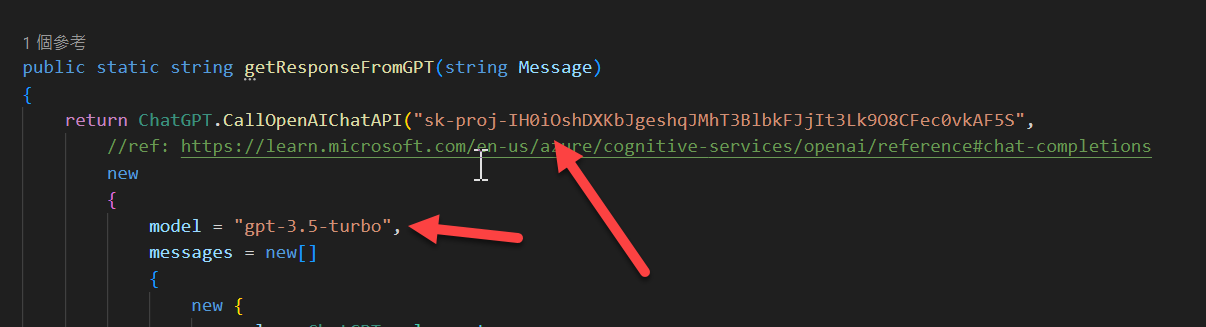 1 個參考
public static string getResponseFromGPT(string Message)
{
return ChatGPT.CallOpenAIChatAPI("sk-proj-IH0iOshDXKbJgeshqJMhT3BlbkFJjIt3Lk9O8CFec0vkAF5S",
//ref: https://learn.microsoft.com/en-us/azure/cognitive-services/openai/reference#chat-completions
new
{
model = "gpt-3.5-turbo",
messages = new[]
{
new {